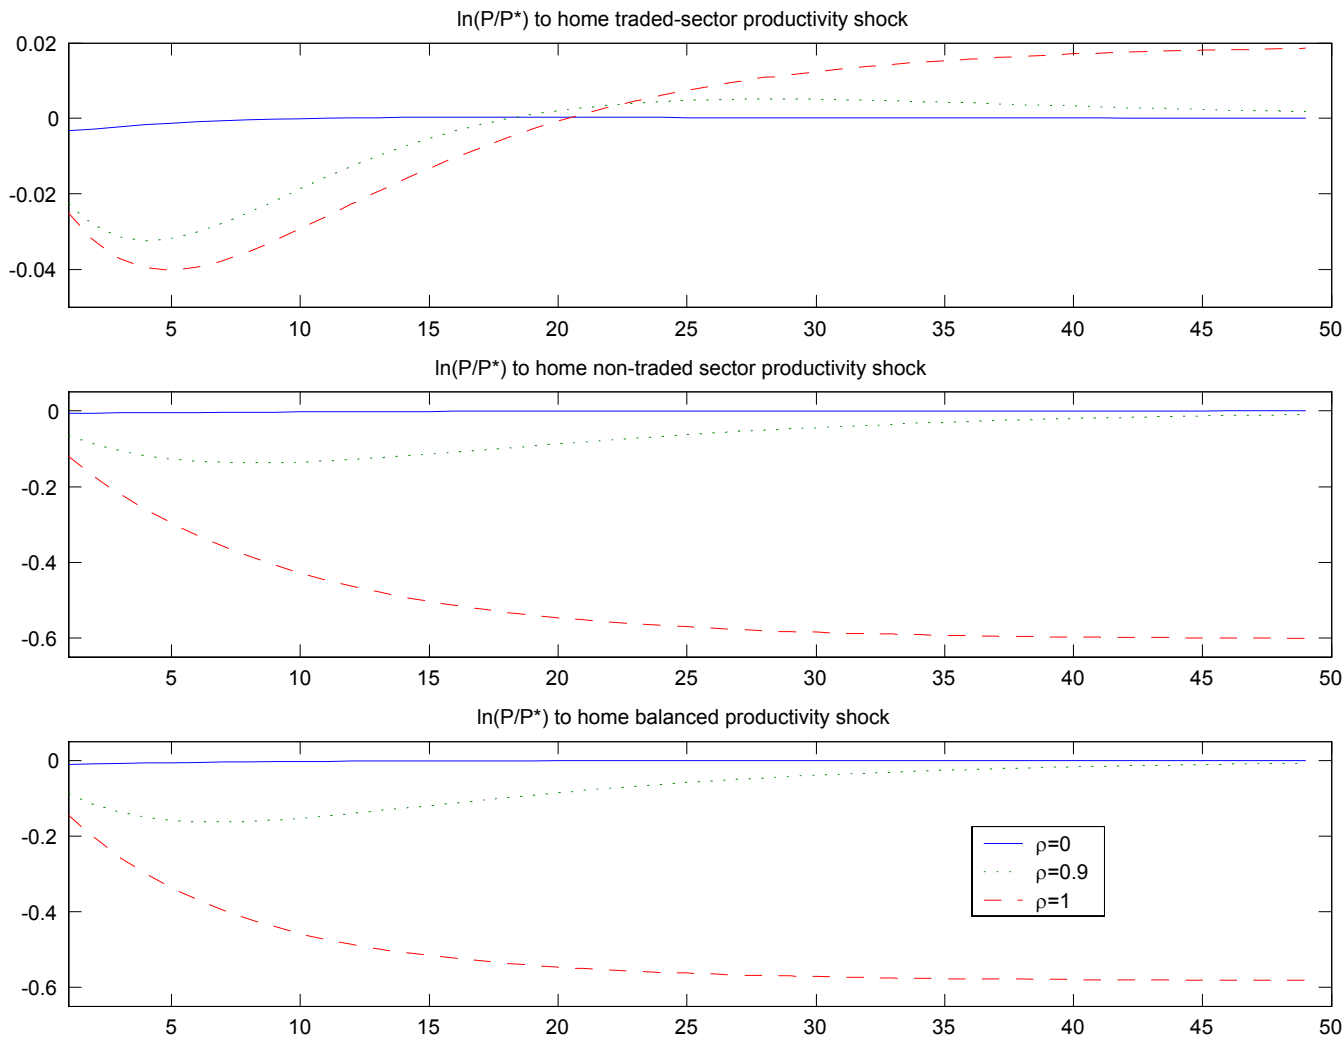 ln(P/P*) to home traded-sector productivity shock
0.02
0
-0.02
-0.04
5 10 15 20 25 30 35 40 45 50
ln(P/P*) to home non-traded sector productivity shock
0
-0.2
-0.4
-0.6
5 10 15 20 25 30 35 40 45 50
ln(P/P*) to home balanced productivity shock
0
-0.2
-0.4
-0.6
ρ=0
ρ=0.9
ρ=1
5 10 15 20 25 30 35 40 45 50